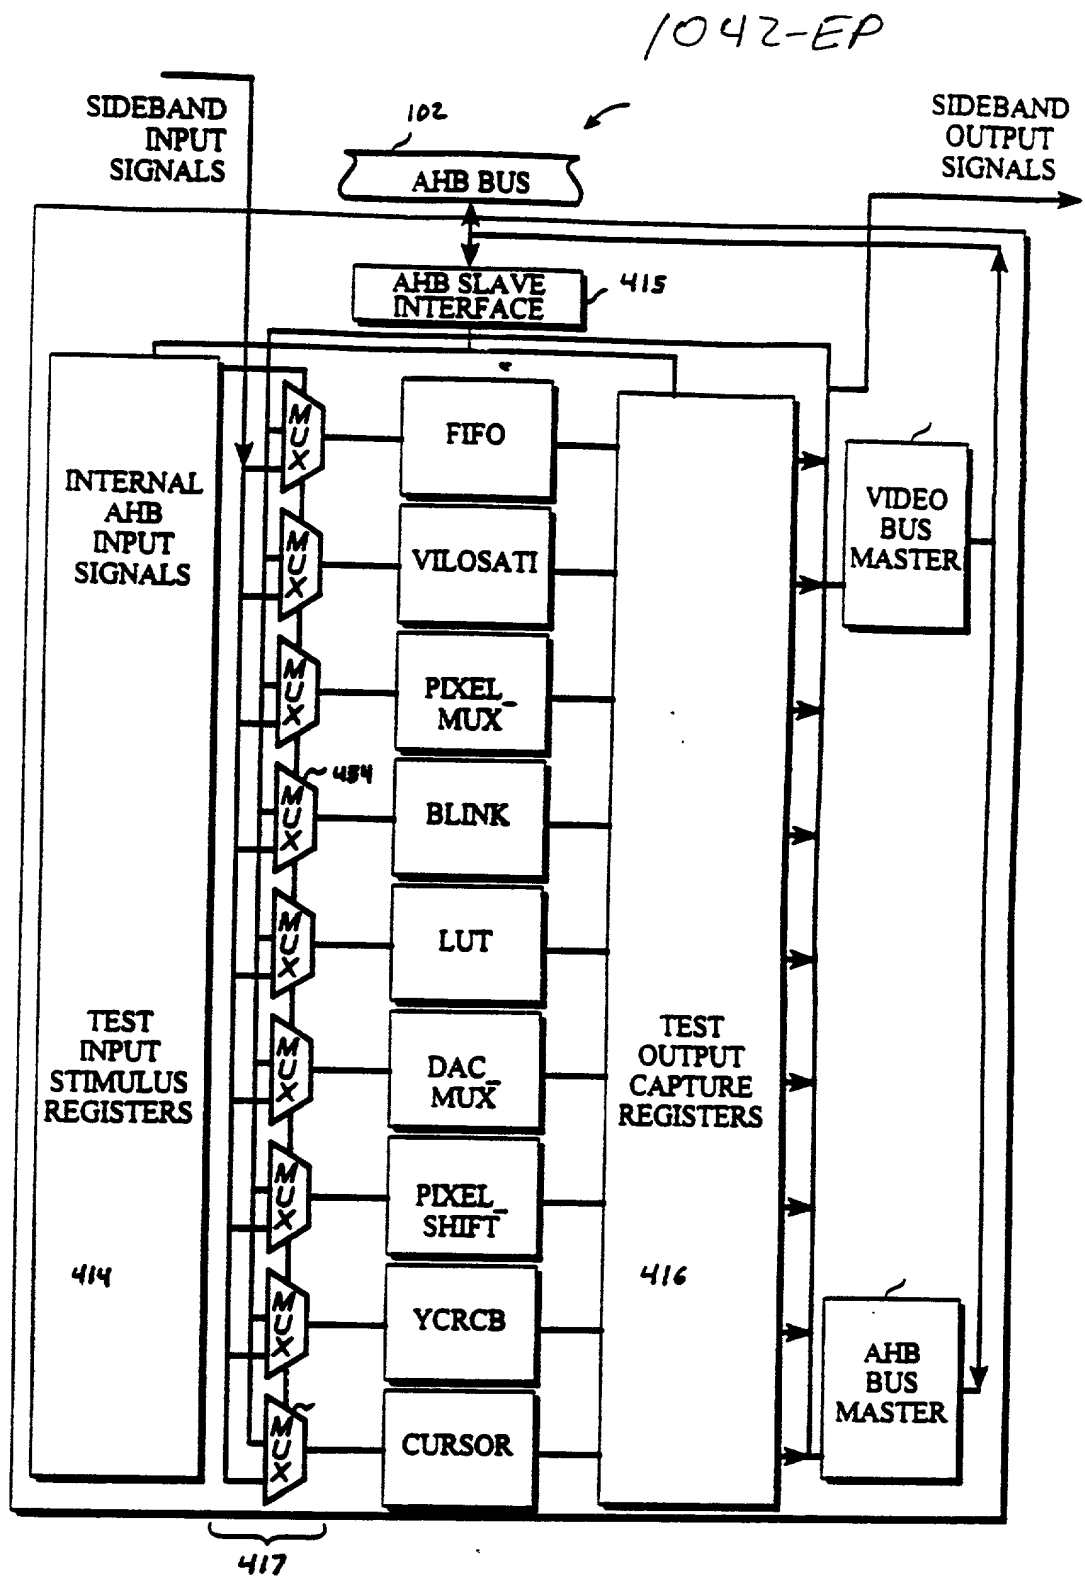 1042-EP
SIDEBAND
INPUT
SIGNALS
102
AHB BUS
SIDEBAND
OUTPUT
SIGNALS
AHB SLAVE
INTERFACE
415
INTERNAL
AHB
INPUT
SIGNALS
TEST
INPUT
STIMULUS
REGISTERS
414
MUX
FIFO
MUX
VILOSATI
MUX
PIXEL_
MUX
454
MUX
BLINK
MUX
LUT
MUX
DAC_
MUX
MUX
PIXEL_
SHIFT
MUX
YCRCB
MUX
CURSOR
TEST
OUTPUT
CAPTURE
REGISTERS
416
VIDEO
BUS
MASTER
AHB
BUS
MASTER
417